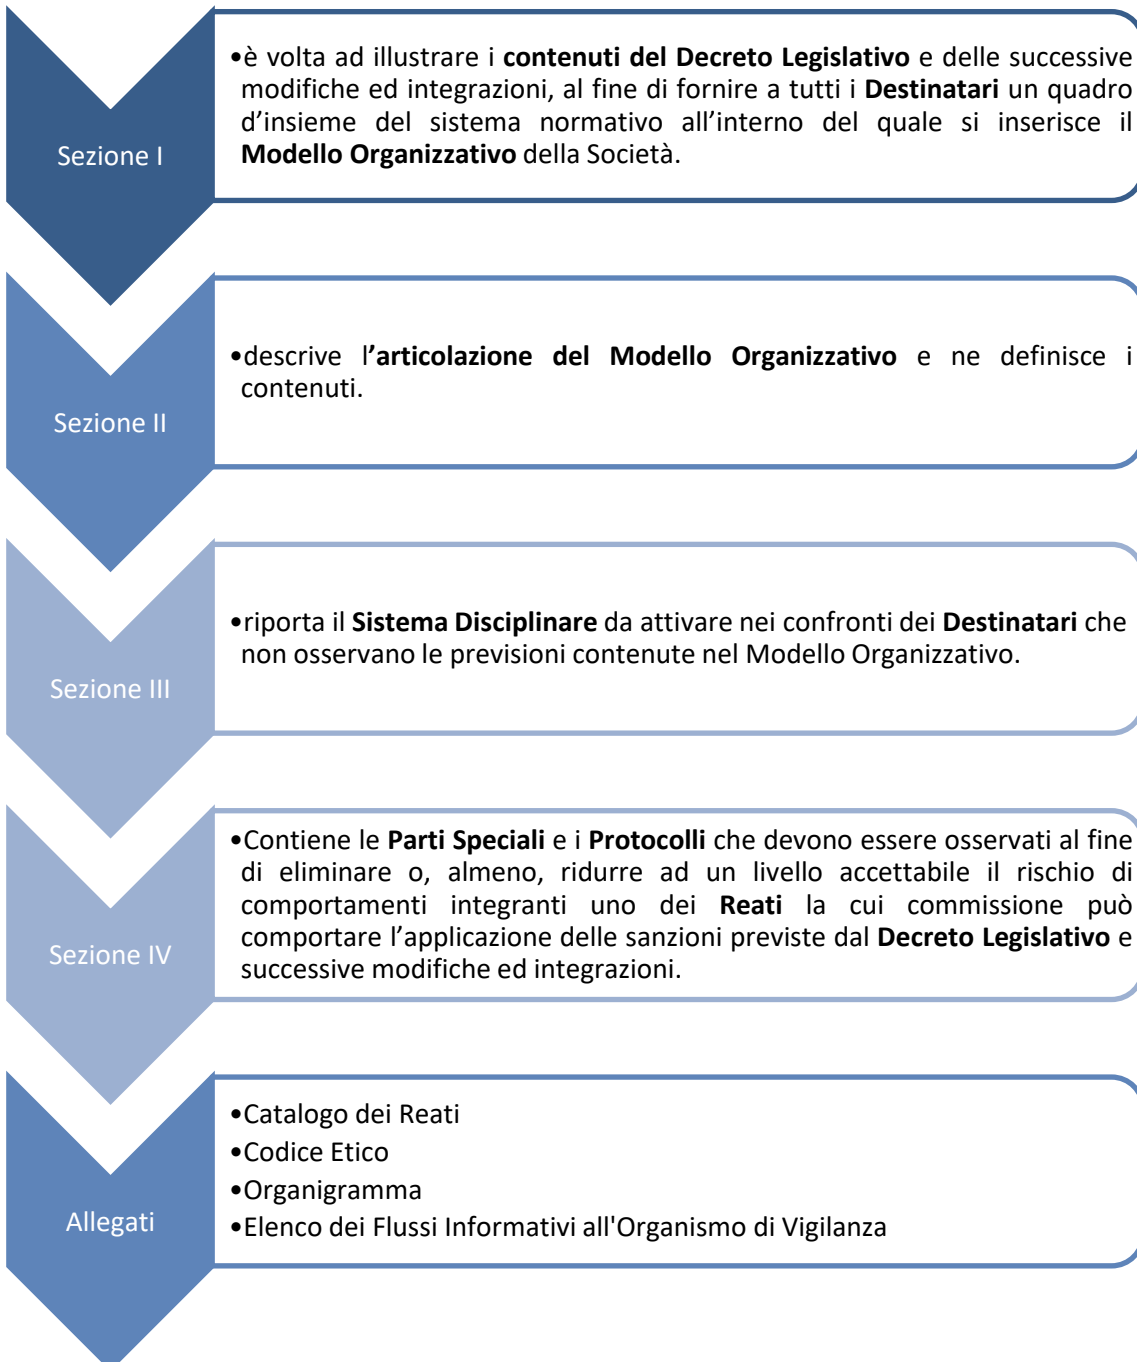 Sezione I
•è volta ad illustrare i contenuti del Decreto Legislativo e delle successive
modifiche ed integrazioni, al fine di fornire a tutti i Destinatari un quadro
d’insieme del sistema normativo all’interno del quale si inserisce il
Modello Organizzativo della Società.
Sezione II
•descrive l’articolazione del Modello Organizzativo e ne definisce i
contenuti.
Sezione III
•riporta il Sistema Disciplinare da attivare nei confronti dei Destinatari che
non osservano le previsioni contenute nel Modello Organizzativo.
Sezione IV
•Contiene le Parti Speciali e i Protocolli che devono essere osservati al fine
di eliminare o, almeno, ridurre ad un livello accettabile il rischio di
comportamenti integranti uno dei Reati la cui commissione può
comportare l’applicazione delle sanzioni previste dal Decreto Legislativo e
successive modifiche ed integrazioni.
Allegati
•Catalogo dei Reati
•Codice Etico
•Organigramma
•Elenco dei Flussi Informativi all'Organismo di Vigilanza